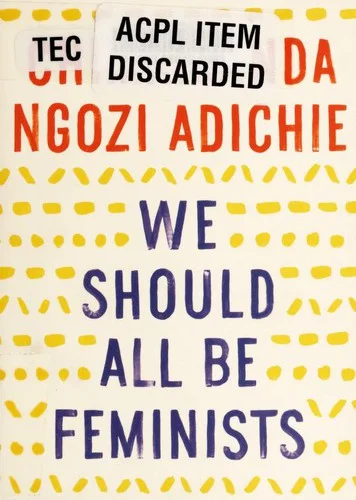 TEC
ACPL ITEM
DISCARDED
DA
NGOZI ADICHIE
WE
SHOULD
ALL BE
FEMINISTS